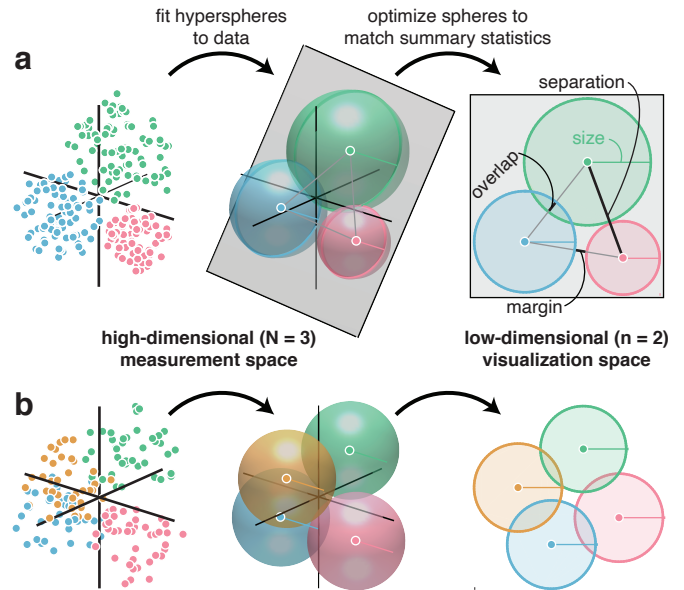 fit hyperspheres
to data
optimize spheres to
match summary statistics
a
separation
size
overlap
margin
high-dimensional (N = 3)
measurement space
low-dimensional (n = 2)
visualization space
b